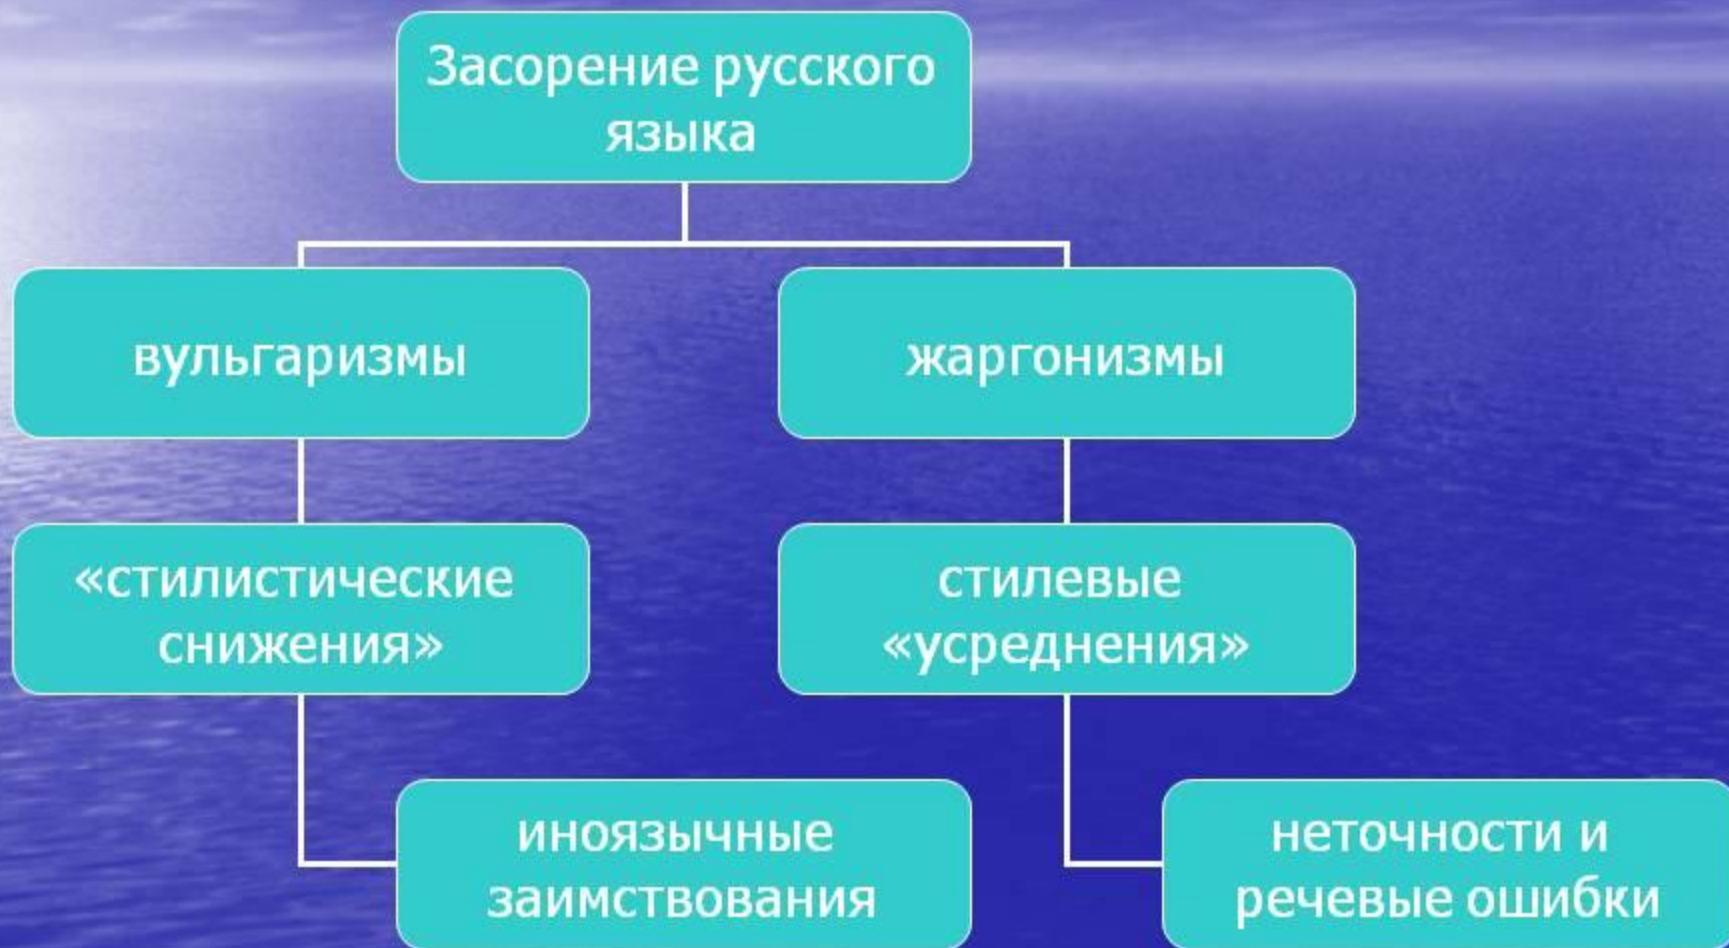 Засорение русского
языка
вульгаризмы
жаргонизмы
«стилистические
снижения»
стилевые
«усреднения»
иноязычные
заимствования
неточности и
речевые ошибки